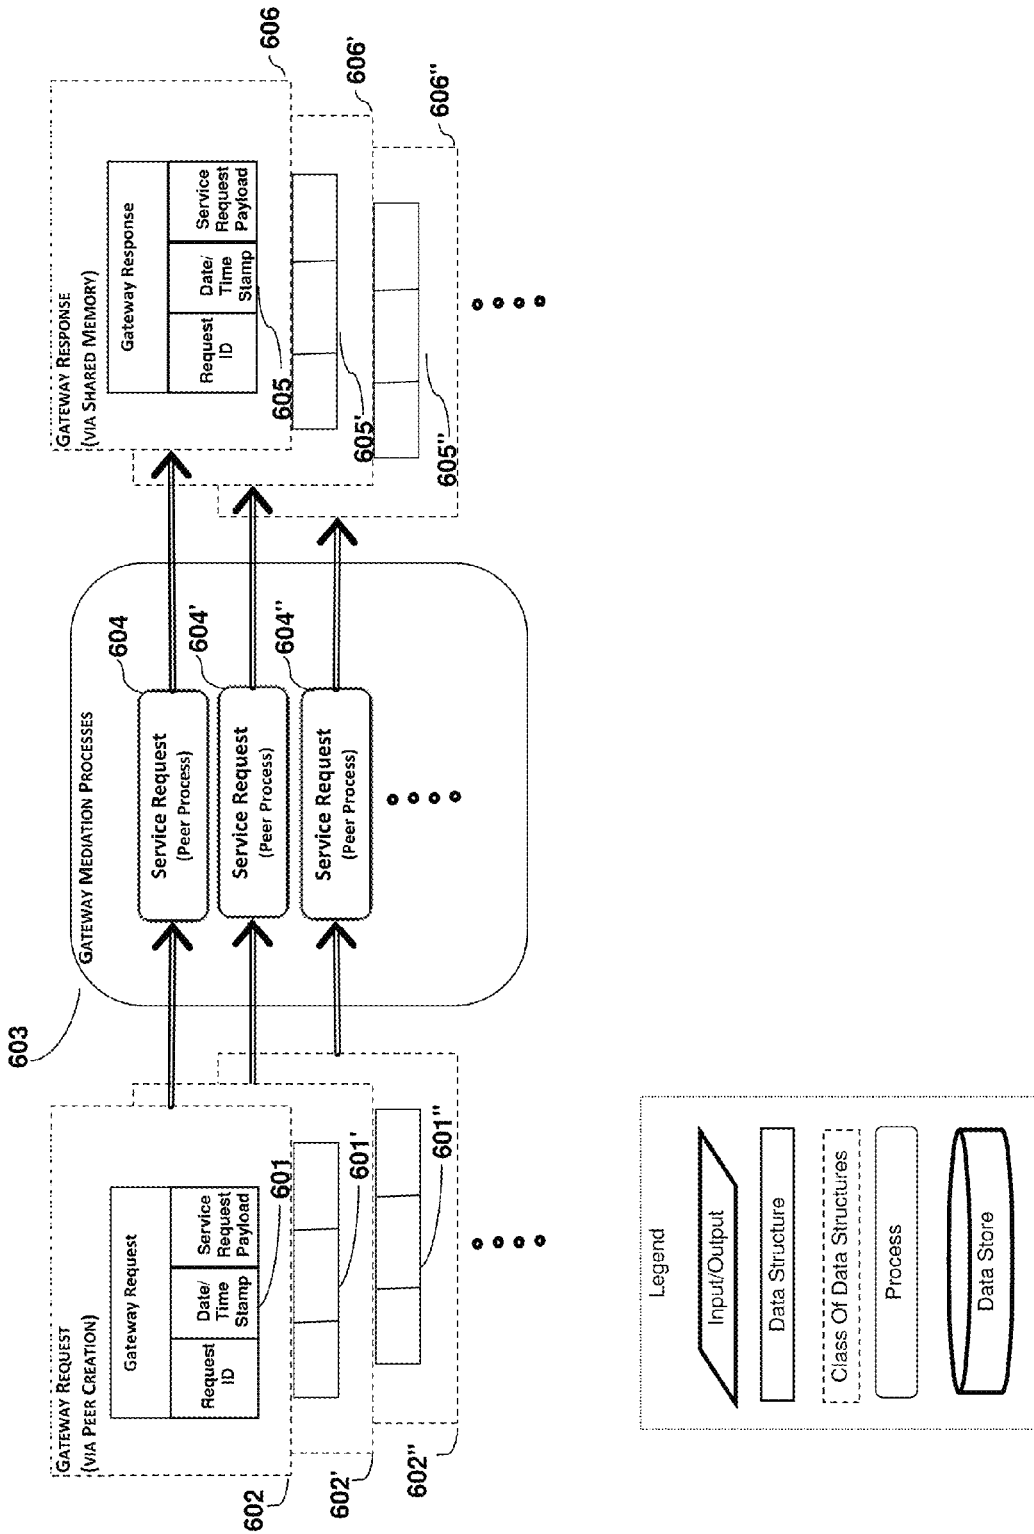 GATEWAY REQUEST
(VIA PEER CREATION)
Gateway Request
Request
ID
Date/
Time
Stamp
Service
Request
Payload
601
601'
601"
602
602'
602"
603
GATEWAY MEDIATION PROCESSES
Service Request
(Peer Process)
604
Service Request
(Peer Process)
604'
Service Request
(Peer Process)
604"
GATEWAY RESPONSE
(VIA SHARED MEMORY)
Gateway Response
Request
ID
Date/
Time
Stamp
Service
Request
Payload
605
605'
605"
606
606'
606"
Legend
Input/Output
Data Structure
Class Of Data Structures
Process
Data Store